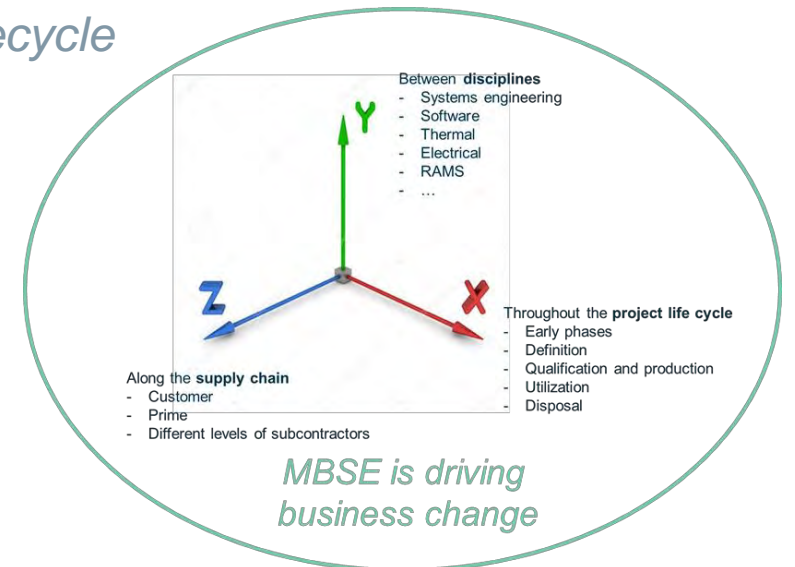 ecycle
Between disciplines
- Systems engineering
- Software
- Thermal
- Electrical
- RAMS
- ...
Y
Z
X
Throughout the project life cycle
- Early phases
- Definition
- Qualification and production
- Utilization
- Disposal
Along the supply chain
- Customer
- Prime
- Different levels of subcontractors
MBSE is driving
business change